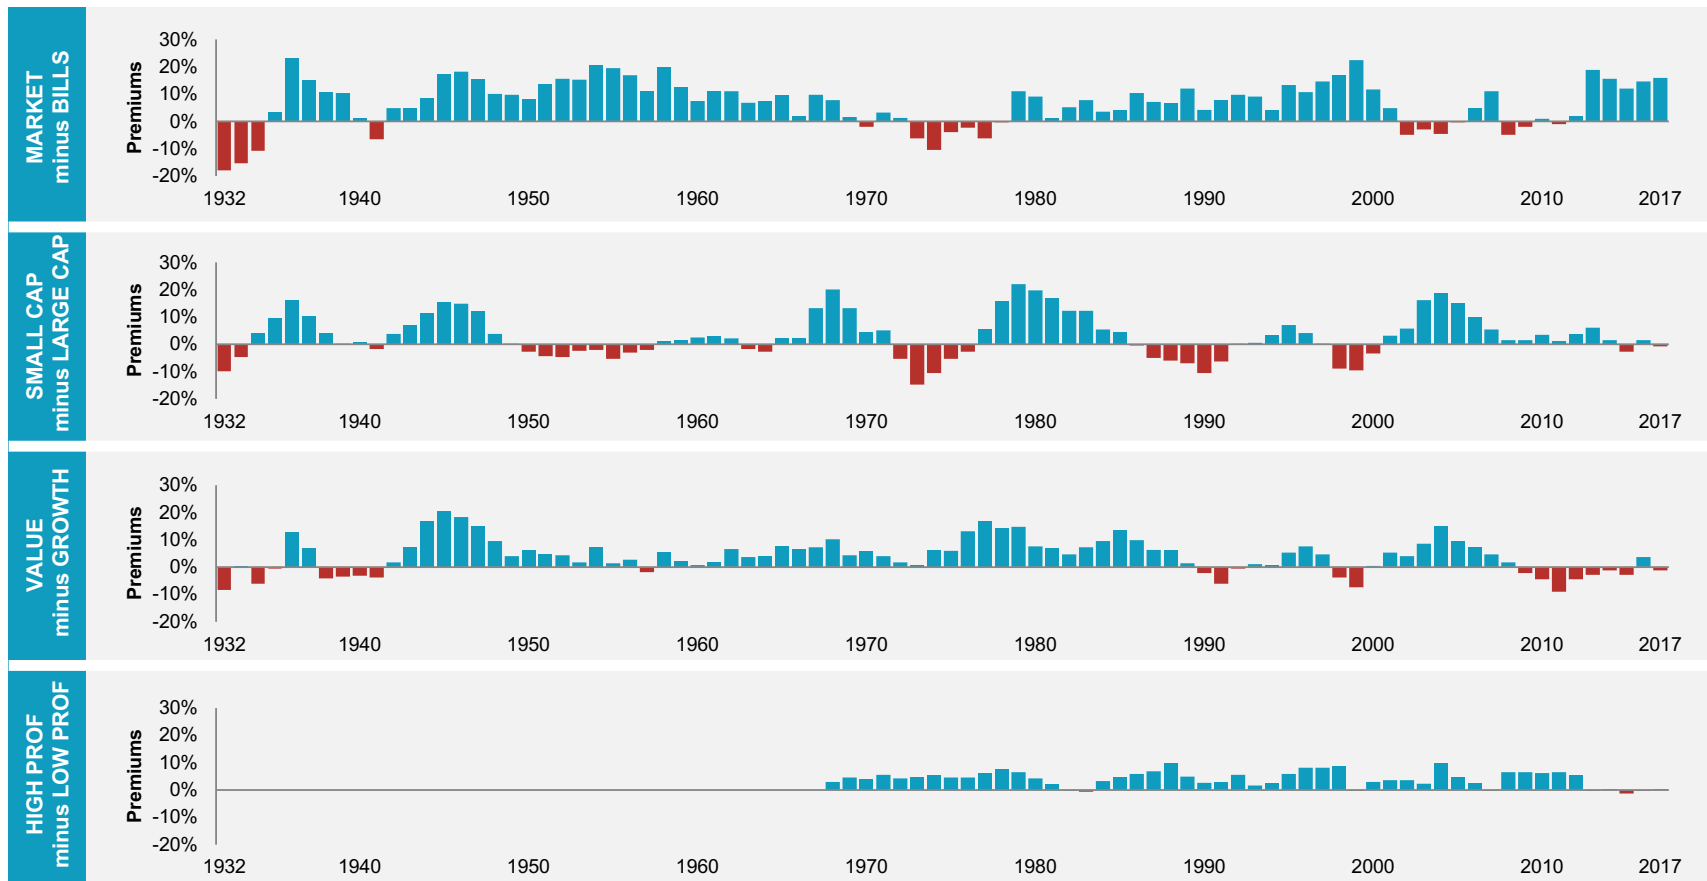 MARKET
minus BILLS
Premiums
30%
20%
10%
0%
-10%
-20%
1932 1940 1950 1960 1970 1980 1990 2000 2010 2017
SMALL CAP
minus LARGE CAP
Premiums
30%
20%
10%
0%
-10%
-20%
1932 1940 1950 1960 1970 1980 1990 2000 2010 2017
VALUE
minus GROWTH
Premiums
30%
20%
10%
0%
-10%
-20%
1932 1940 1950 1960 1970 1980 1990 2000 2010 2017
HIGH PROF
minus LOW PROF
Premiums
30%
20%
10%
0%
-10%
-20%
1932 1940 1950 1960 1970 1980 1990 2000 2010 2017